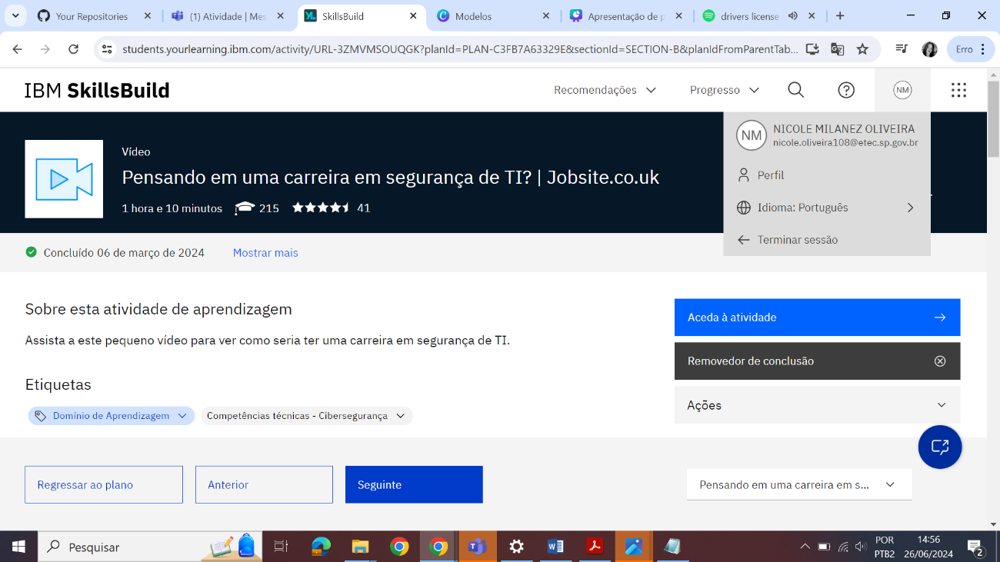 Your Repositories
(1) Atividade | Mes
SkillsBuild
Modelos
Apresentação de p
drivers license
students.yourlearning.ibm.com/activity/URL-3ZMVMSOUQGK?planId=PLAN-C3FB7A63329E&sectionId=SECTION-B&planIdFromParentTab...
Erro
IBM SkillsBuild
Recomendações
Progresso
NM
NM
NICOLE MILANEZ OLIVEIRA
nicole.oliveira108@etec.sp.gov.br
Perfil
Idioma: Português
Terminar sessão
Vídeo
Pensando em uma carreira em segurança de TI? | Jobsite.co.uk
1 hora e 10 minutos 215 41
Concluído 06 de março de 2024 Mostrar mais
Sobre esta atividade de aprendizagem
Assista a este pequeno vídeo para ver como seria ter uma carreira em segurança de TI.
Etiquetas
Domínio de Aprendizagem
Competências técnicas - Cibersegurança
Aceda à atividade
Removedor de conclusão
Ações
Regressar ao plano
Anterior
Seguinte
Pensando em uma carreira em s...
Pesquisar
POR
PTB2
14:56
26/06/2024
2